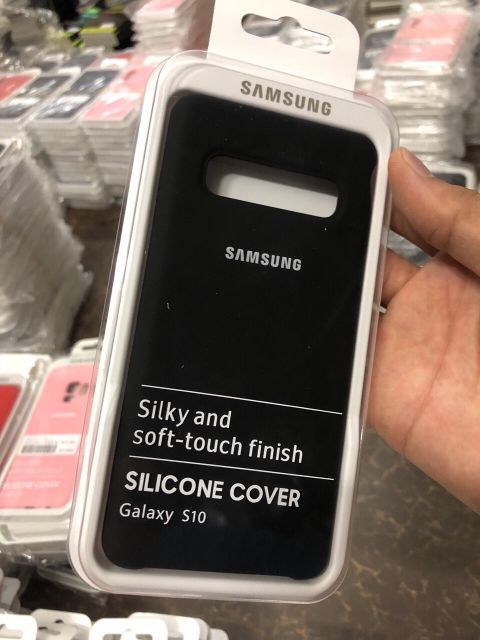 SAMSUNG
SAMSUNG
Silky and
soft-touch finish
SILICONE COVER
Galaxy S10